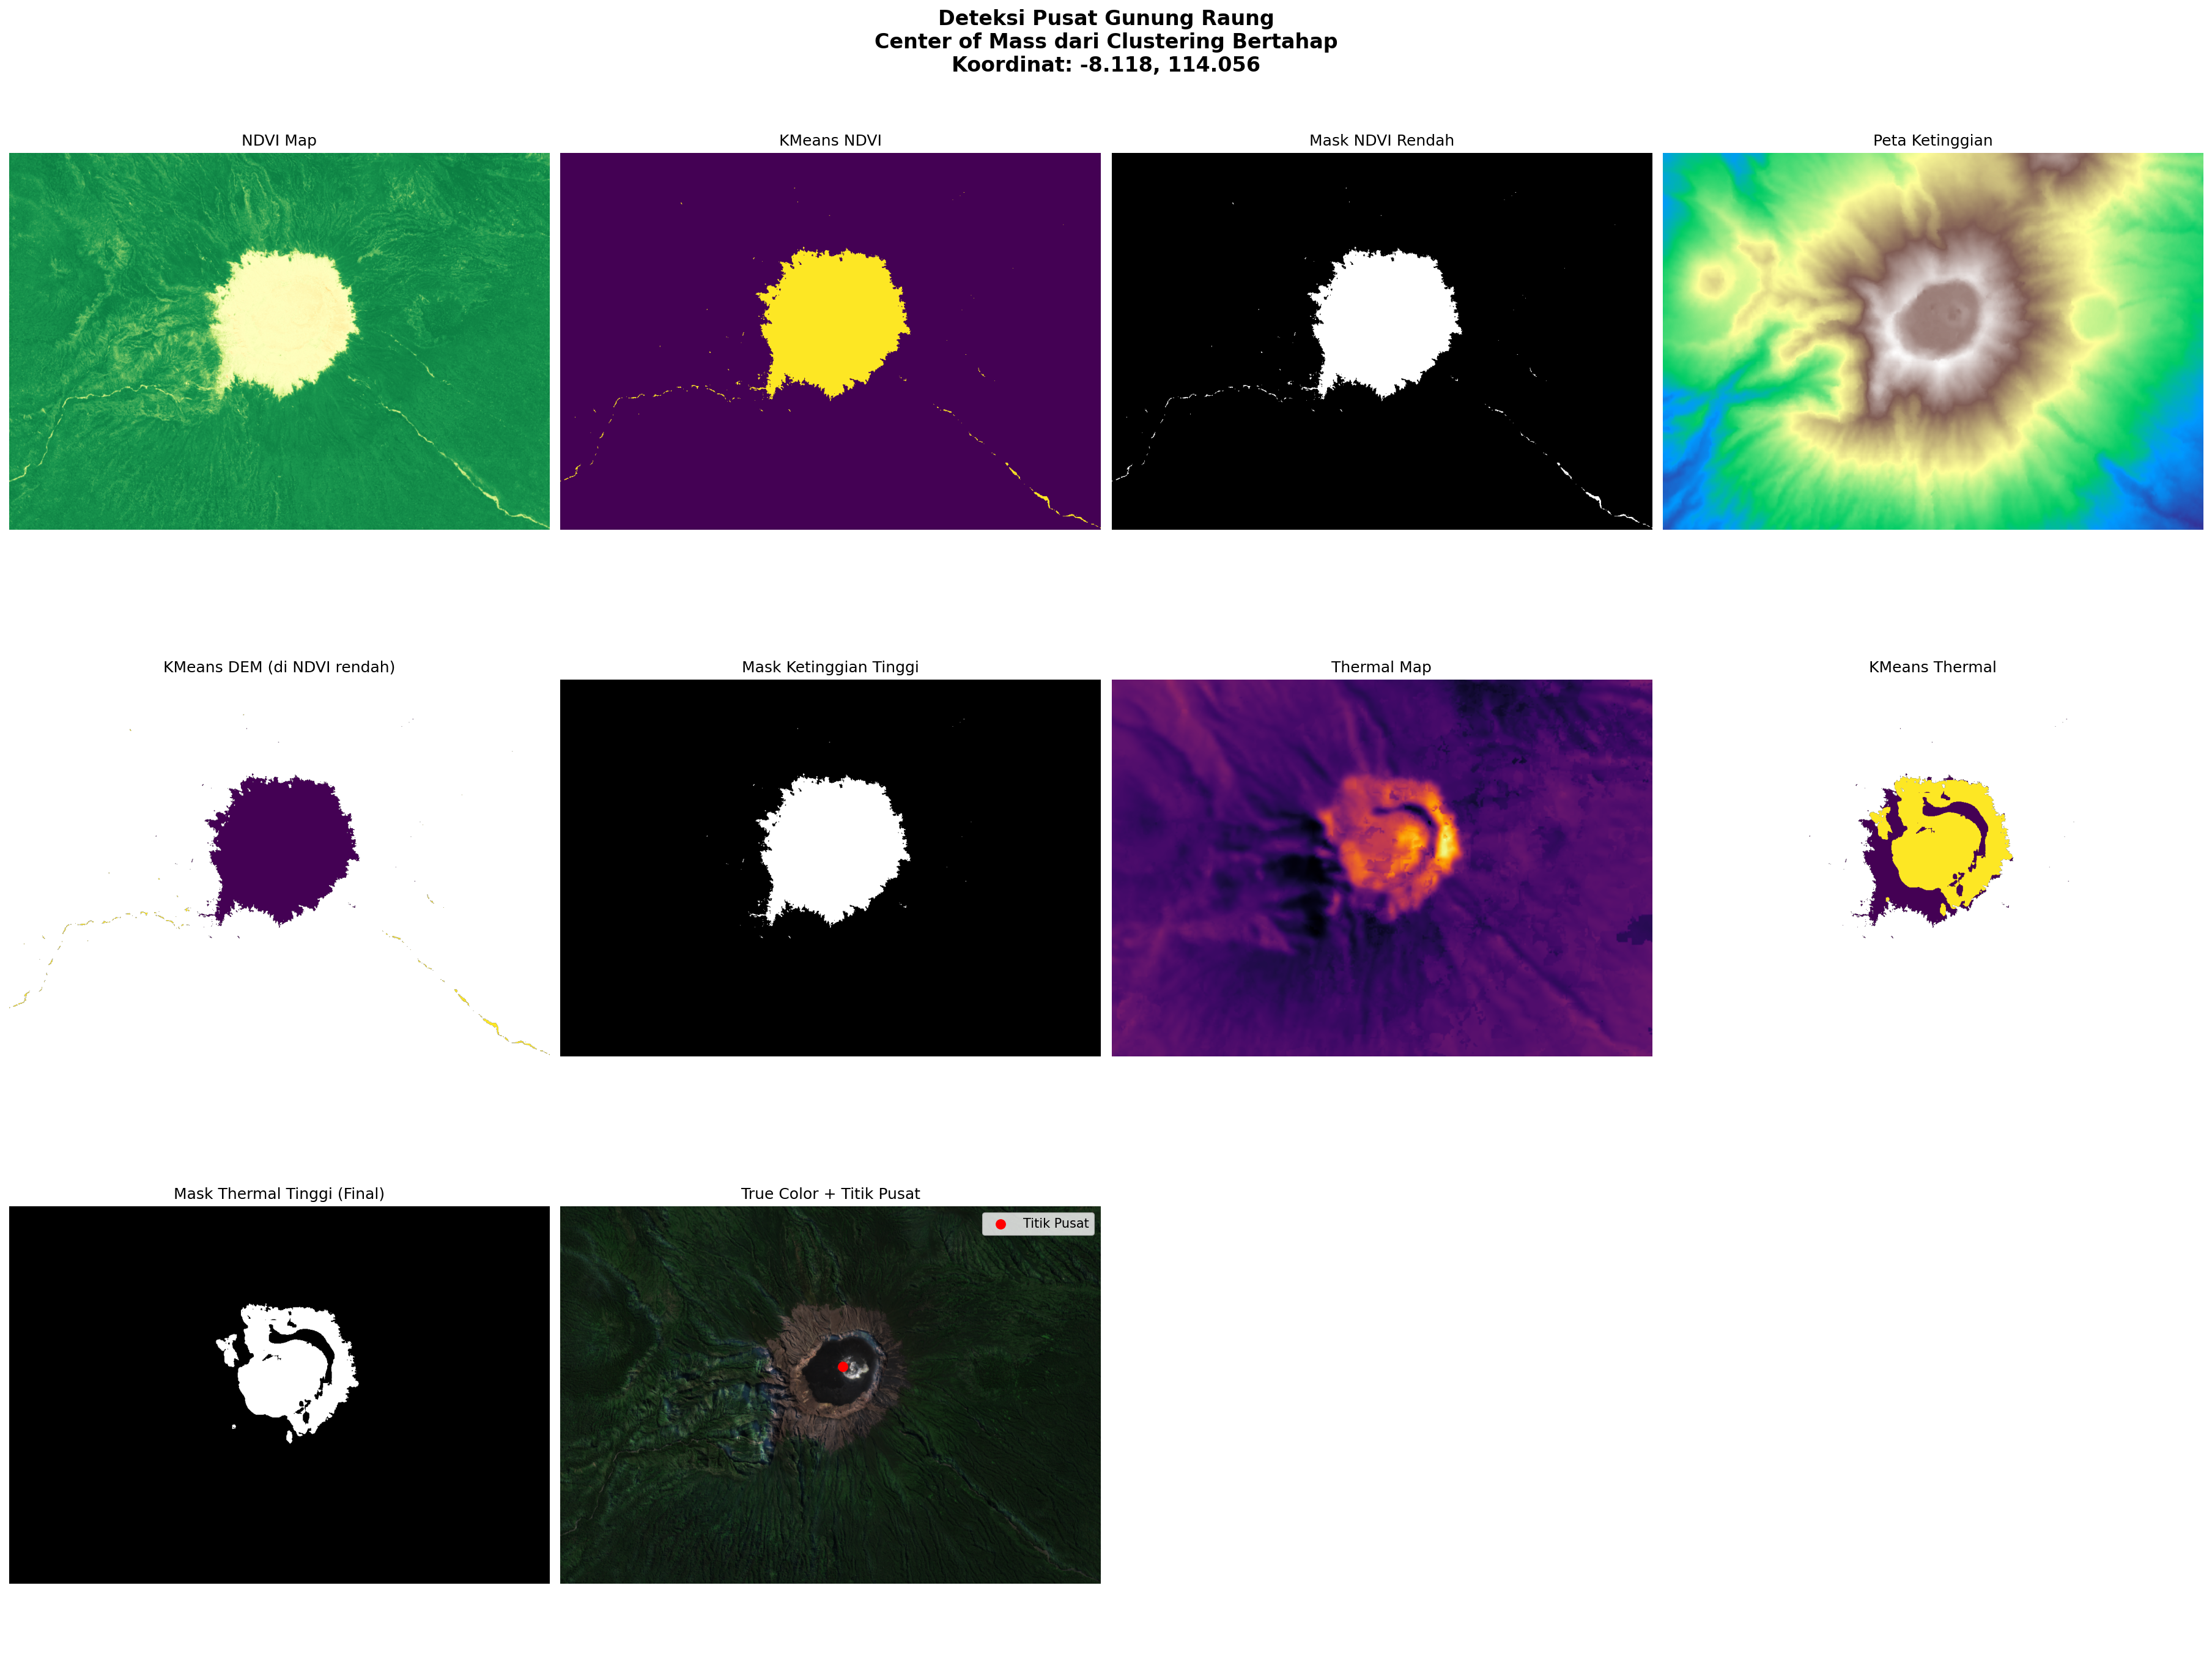 Deteksi Pusat Gunung Raung
Center of Mass dari Clustering Bertahap
Koordinat: -8.118, 114.056
NDVI Map
KMeans NDVI
Mask NDVI Rendah
Peta Ketinggian
KMeans DEM (di NDVI rendah)
Mask Ketinggian Tinggi
Thermal Map
KMeans Thermal
Mask Thermal Tinggi (Final)
True Color + Titik Pusat
Titik Pusat